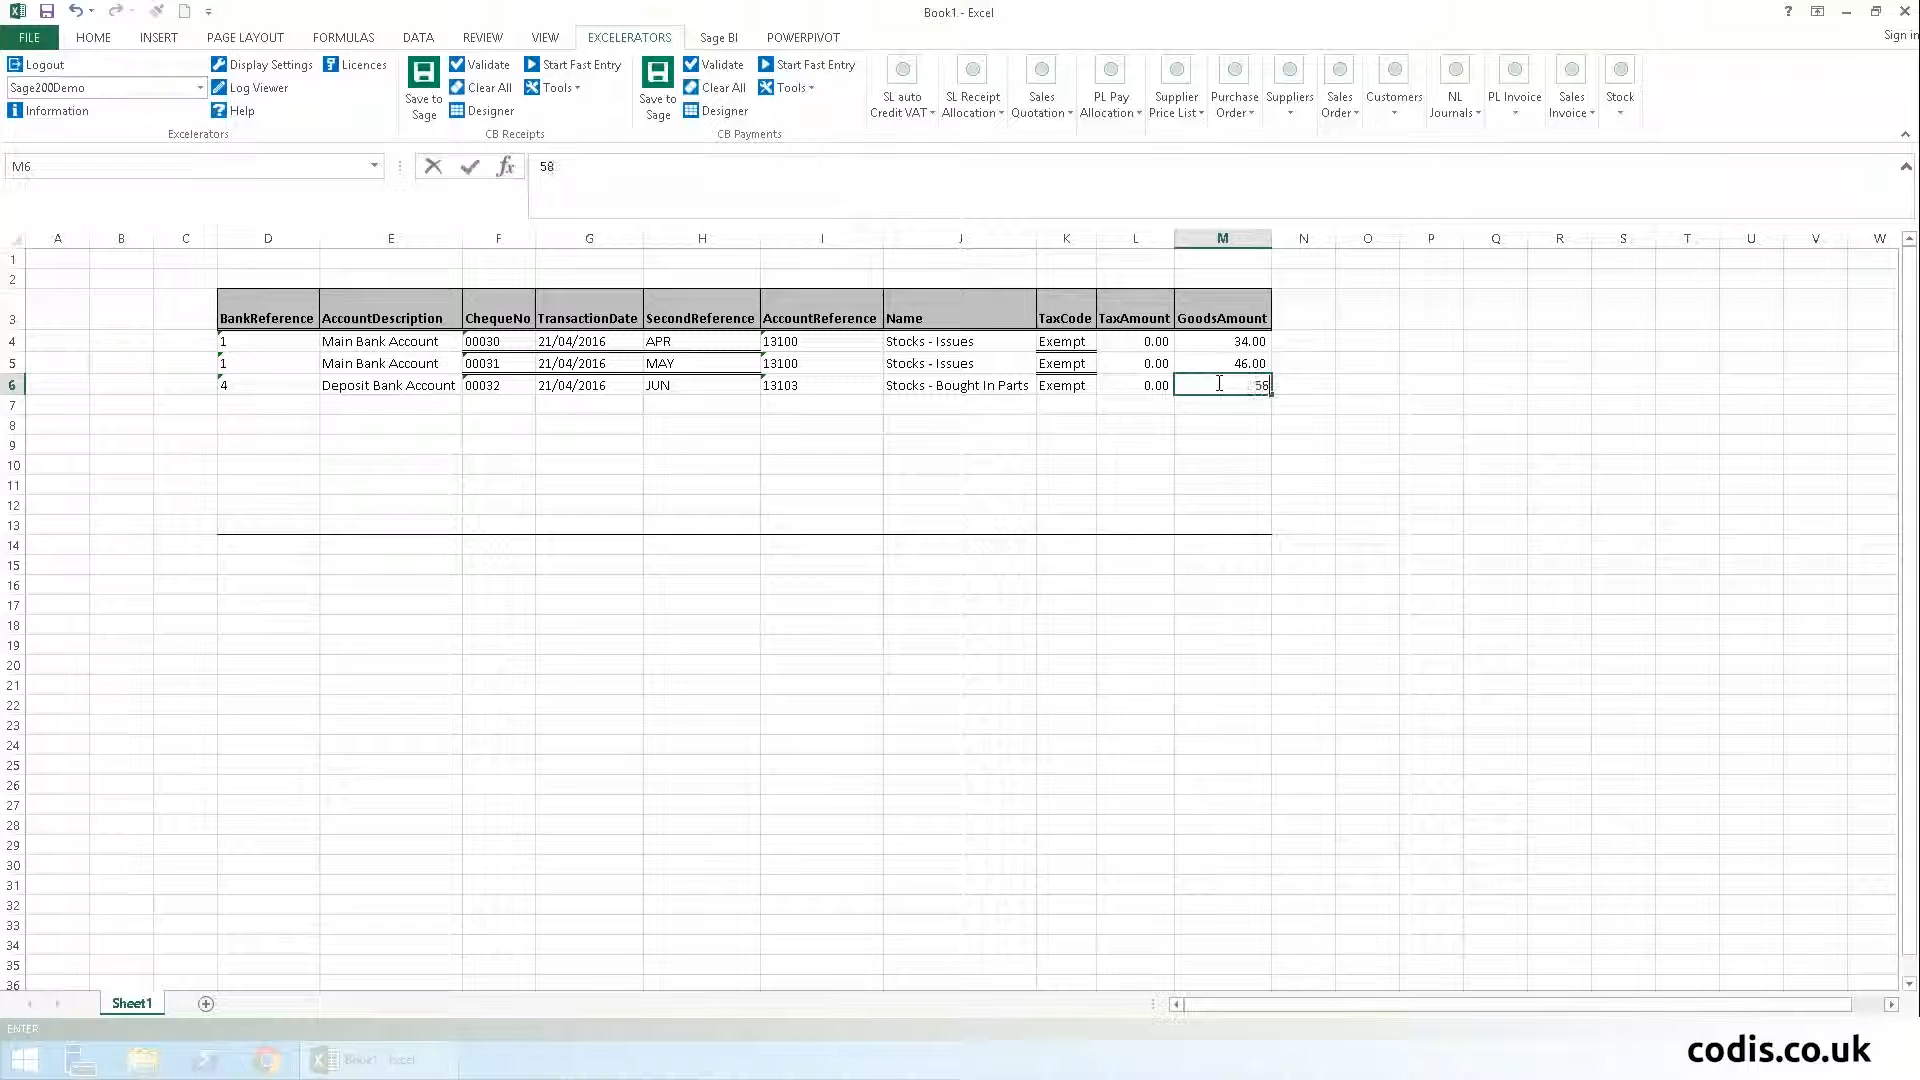 Book1 - Excel
Sign in
FILE HOME INSERT PAGE LAYOUT FORMULAS DATA REVIEW VIEW EXCELERATORS Sage BI POWERPIVOT
Logout Display Settings Licences
Sage200Demo Log Viewer
Information Help
Excelerators
Save to Sage
Validate Start Fast Entry
Clear All Tools
Designer
CB Receipts
Save to Sage
Validate Start Fast Entry
Clear All Tools
Designer
CB Payments
SL auto Credit VAT
SL Receipt Allocation
Sales Quotation
PL Pay Allocation
Supplier Price List
Purchase Order
Suppliers
Sales Order
Customers
NL Journals
PL Invoice
Sales Invoice
Stock
M6 fx 58
A B C D E F G H I J K L M N O P Q R S T U V W
1
2
3 BankReference AccountDescription ChequeNo TransactionDate SecondReference AccountReference Name TaxCode TaxAmount GoodsAmount
4 1 Main Bank Account 00030 21/04/2016 APR 13100 Stocks - Issues Exempt 0.00 34.00
5 1 Main Bank Account 00031 21/04/2016 MAY 13100 Stocks - Issues Exempt 0.00 46.00
6 4 Deposit Bank Account 00032 21/04/2016 JUN 13103 Stocks - Bought In Parts Exempt 0.00
7
8
9
10
11
12
13
14
15
16
17
18
19
20
21
22
23
24
25
26
27
28
29
30
31
32
33
34
35
36
Sheet1
ENTER
Book1 - Excel
codis.co.uk